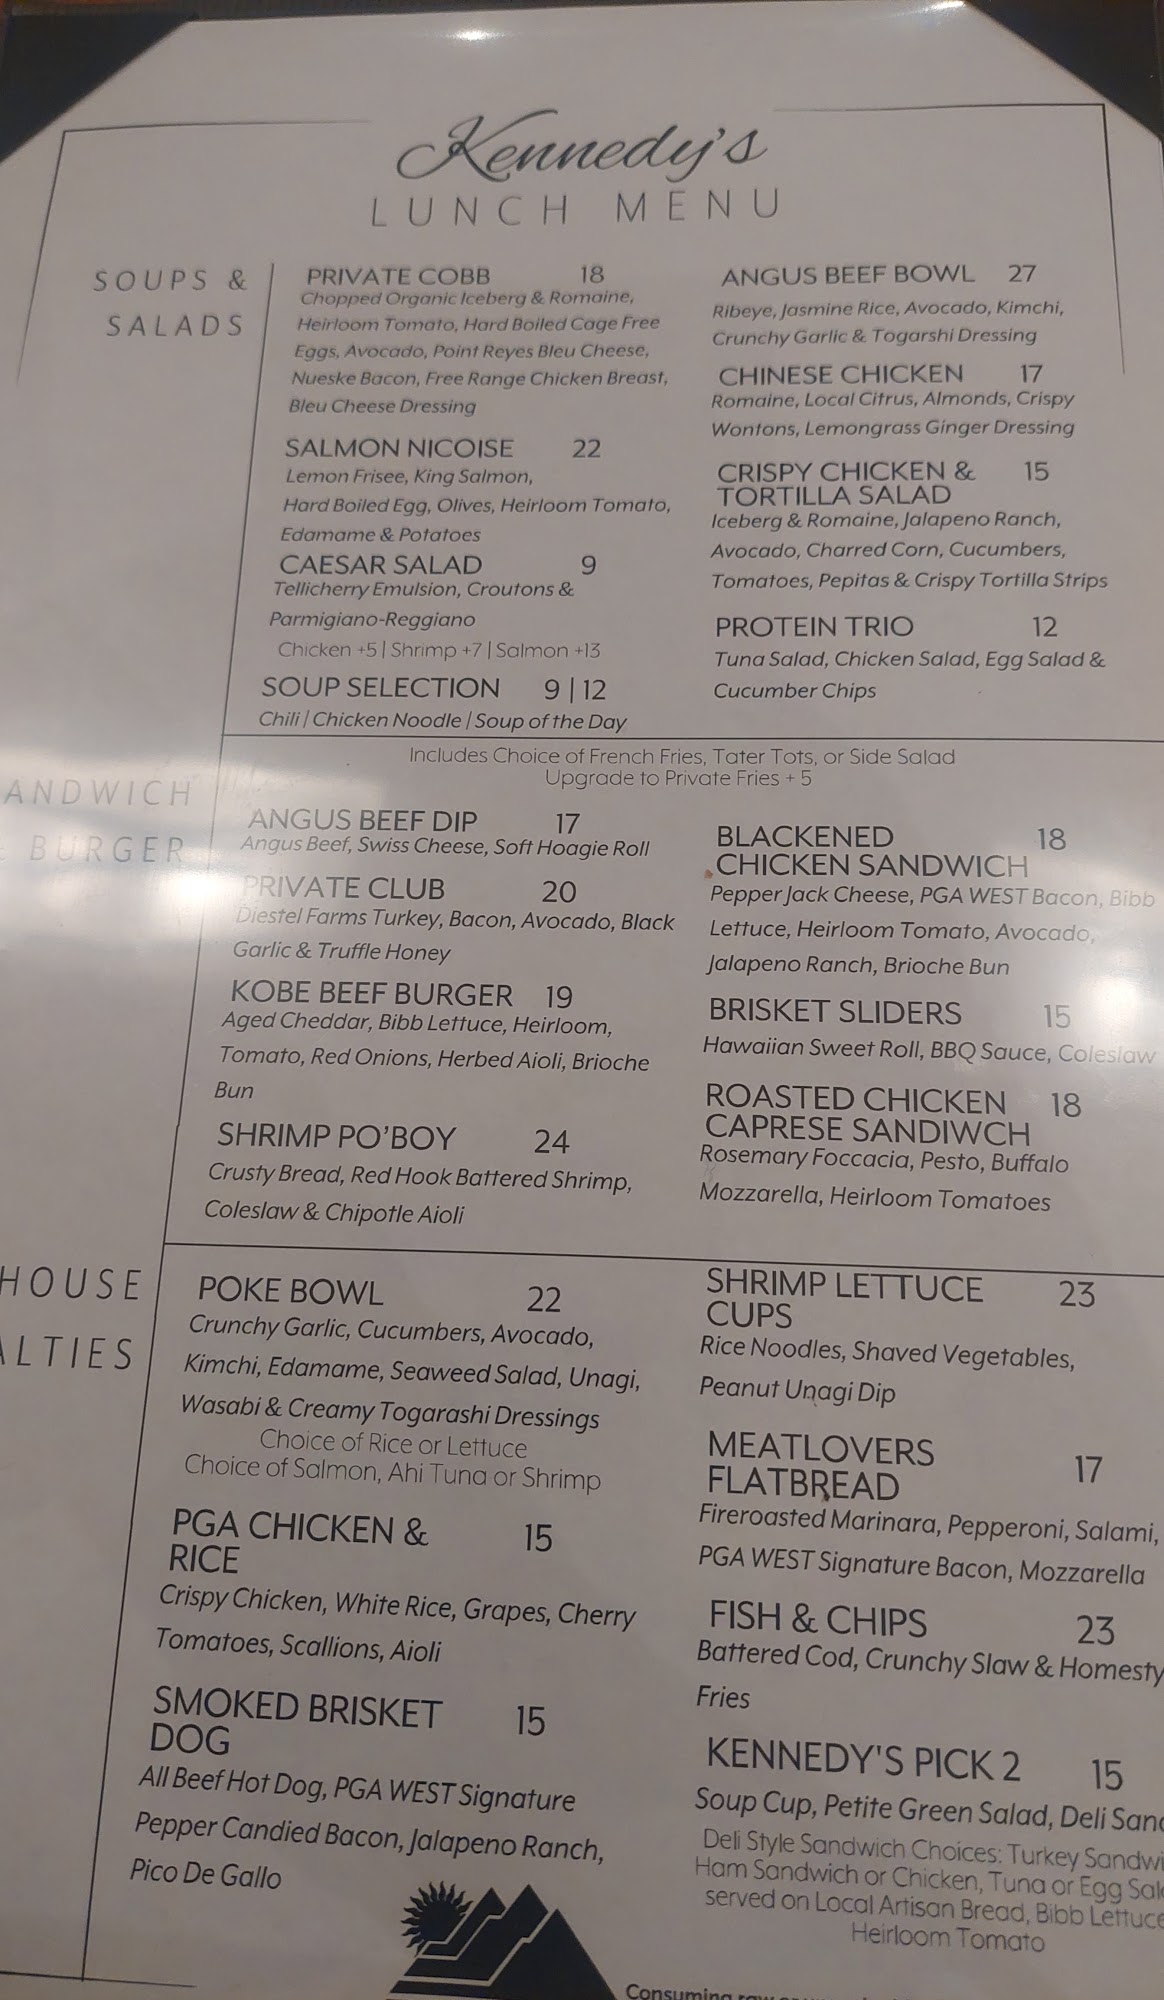 Kennedy's
LUNCH MENU
SOUPS &
SALADS
PRIVATE COBB 18
Chopped Organic Iceberg & Romaine,
Heirloom Tomato, Hard Boiled Cage Free
Eggs, Avocado, Point Reyes Bleu Cheese,
Nueske Bacon, Free Range Chicken Breast,
Bleu Cheese Dressing
SALMON NICOISE 22
Lemon Frisee, King Salmon,
Hard Boiled Egg, Olives, Heirloom Tomato,
Edamame & Potatoes
CAESAR SALAD 9
Tellicherry Emulsion, Croutons &
Parmigiano-Reggiano
Chicken +5 | Shrimp +7 | Salmon +13
SOUP SELECTION 9 | 12
Chili / Chicken Noodle / Soup of the Day
ANGUS BEEF BOWL 27
Ribeye, Jasmine Rice, Avocado, Kimchi,
Crunchy Garlic & Togarshi Dressing
CHINESE CHICKEN 17
Romaine, Local Citrus, Almonds, Crispy
Wontons, Lemongrass Ginger Dressing
CRISPY CHICKEN & 15
TORTILLA SALAD
Iceberg & Romaine, Jalapeno Ranch,
Avocado, Charred Corn, Cucumbers,
Tomatoes, Pepitas & Crispy Tortilla Strips
PROTEIN TRIO 12
Tuna Salad, Chicken Salad, Egg Salad &
Cucumber Chips
ANDWICH
BURGER
Includes Choice of French Fries, Tater Tots, or Side Salad
Upgrade to Private Fries + 5
ANGUS BEEF DIP 17
Angus Beef, Swiss Cheese, Soft Hoagie Roll
PRIVATE CLUB 20
Diestel Farms Turkey, Bacon, Avocado, Black
Garlic & Truffle Honey
KOBE BEEF BURGER 19
Aged Cheddar, Bibb Lettuce, Heirloom,
Tomato, Red Onions, Herbed Aioli, Brioche
Bun
SHRIMP PO'BOY 24
Crusty Bread, Red Hook Battered Shrimp,
Coleslaw & Chipotle Aioli
BLACKENED 18
CHICKEN SANDWICH
Pepper Jack Cheese, PGA WEST Bacon, Bibb
Lettuce, Heirloom Tomato, Avocado,
Jalapeno Ranch, Brioche Bun
BRISKET SLIDERS 15
Hawaiian Sweet Roll, BBQ Sauce, Coleslaw
ROASTED CHICKEN 18
CAPRESE SANDIWCH
Rosemary Foccacia, Pesto, Buffalo
Mozzarella, Heirloom Tomatoes
HOUSE
ALTIES
POKE BOWL 22
Crunchy Garlic, Cucumbers, Avocado,
Kimchi, Edamame, Seaweed Salad, Unagi,
Wasabi & Creamy Togarashi Dressings
Choice of Rice or Lettuce
Choice of Salmon, Ahi Tuna or Shrimp
PGA CHICKEN & 15
RICE
Crispy Chicken, White Rice, Grapes, Cherry
Tomatoes, Scallions, Aioli
SMOKED BRISKET 15
DOG
All Beef Hot Dog, PGA WEST Signature
Pepper Candied Bacon, Jalapeno Ranch,
Pico De Gallo
SHRIMP LETTUCE 23
CUPS
Rice Noodles, Shaved Vegetables,
Peanut Unagi Dip
MEATLOVERS 17
FLATBREAD
Fireroasted Marinara, Pepperoni, Salami,
PGA WEST Signature Bacon, Mozzarella
FISH & CHIPS 23
Battered Cod, Crunchy Slaw & Homesty
Fries
KENNEDY'S PICK 2 15
Soup Cup, Petite Green Salad, Deli Sand
Deli Style Sandwich Choices: Turkey Sandwi
Ham Sandwich or Chicken, Tuna or Egg Sal
served on Local Artisan Bread, Bibb Lettuce
Heirloom Tomato
Consuming raw